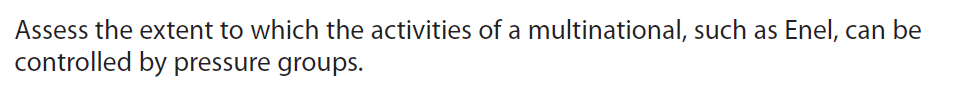 Assess the extent to which the activities of a multinational, such as Enel, can be
controlled by pressure groups.